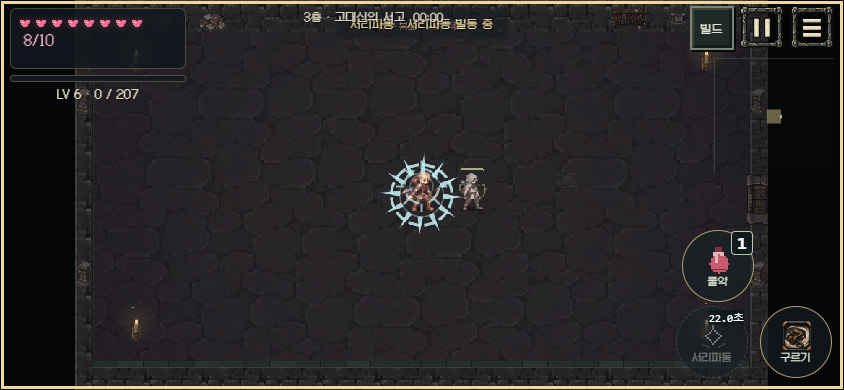 8/10
LV 6 · 0 / 207
3층 · 고대신의 서고 00:00
서리파동 · 서리파동 발동 중
빌드
1
물약
22.0초
서리파동
구르기